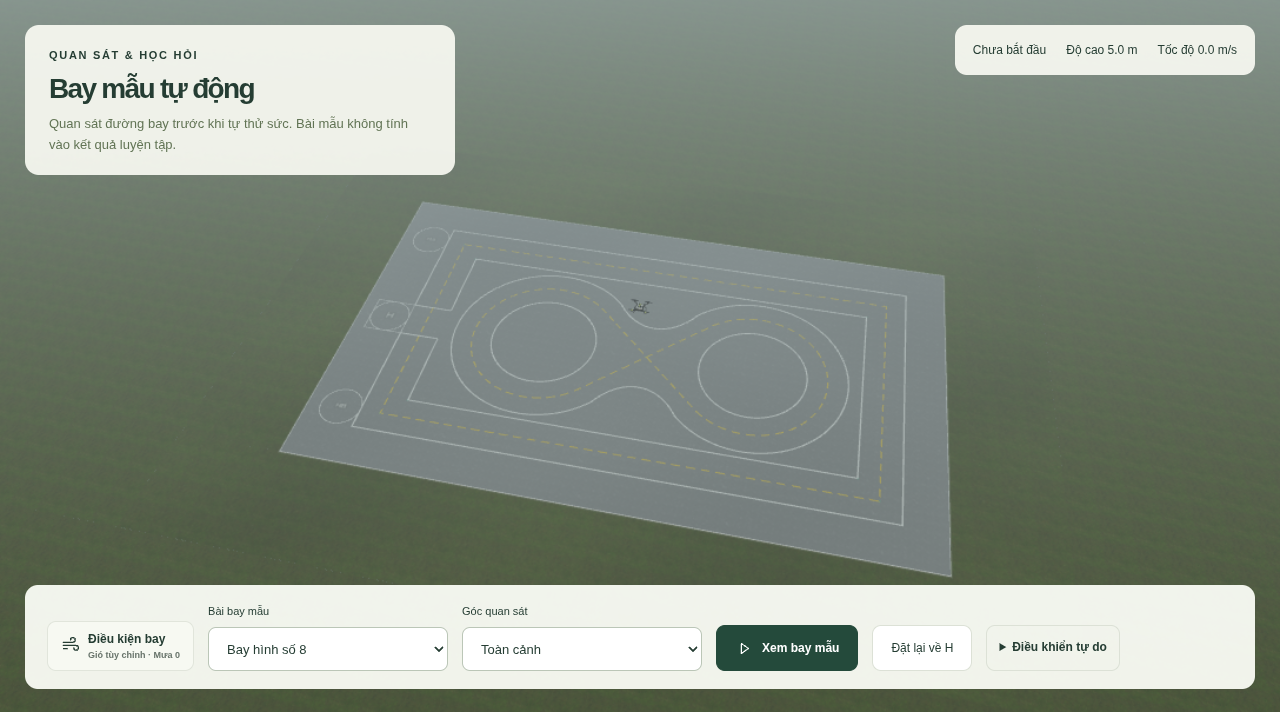 QUAN SÁT & HỌC HỎI
Bay mẫu tự động
Quan sát đường bay trước khi tự thử sức. Bài mẫu không tính
vào kết quả luyện tập.
Chưa bắt đầu Độ cao 5.0 m Tốc độ 0.0 m/s
Bài bay mẫu
Góc quan sát
Điều kiện bay
Gió tùy chỉnh · Mưa 0
Bay hình số 8
Toàn cảnh
Xem bay mẫu
Đặt lại về H
Điều khiển tự do